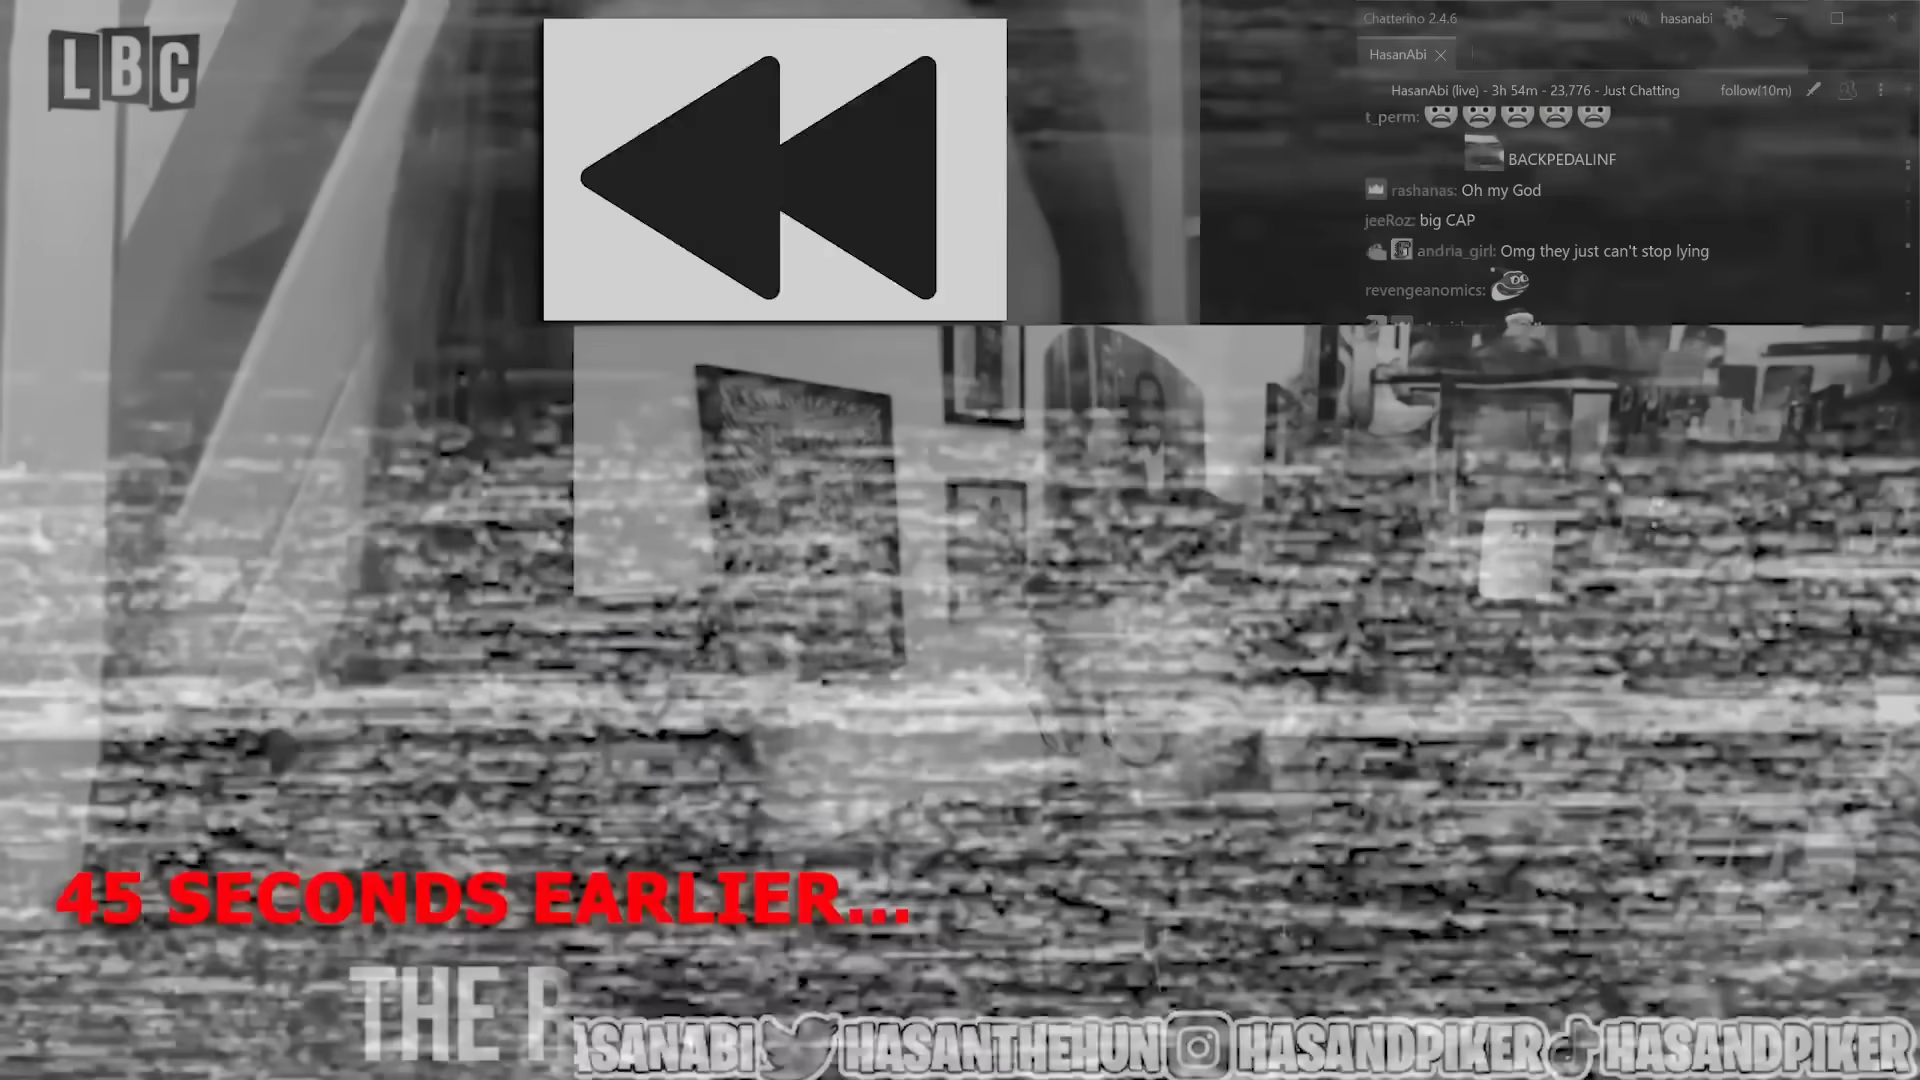 LBC
Chatterino 2.4.6
hasanabi
HasanAbi
HasanAbi (live) - 3h 54m - 23,776 - Just Chatting
follow(10m)
t_perm:
BACKPEDALINF
rashanas: Oh my God
jeeRoz: big CAP
andria_girl: Omg they just can't stop lying
revengeanomics:
45 SECONDS EARLIER...
THE
ASANABI HASANTHEHUN HASANDPIKER HASANDPIKER